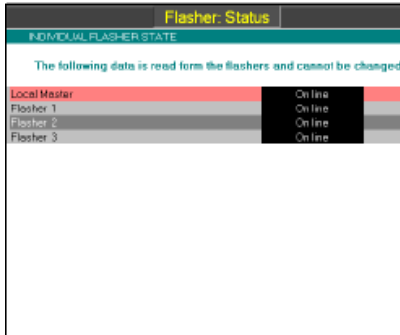 Flasher: Status
INDIVIDUAL FLASHER STATE
The following data is read form the flashers and cannot be changed
Local Master On line
Flasher 1 On line
Flasher 2 On line
Flasher 3 On line